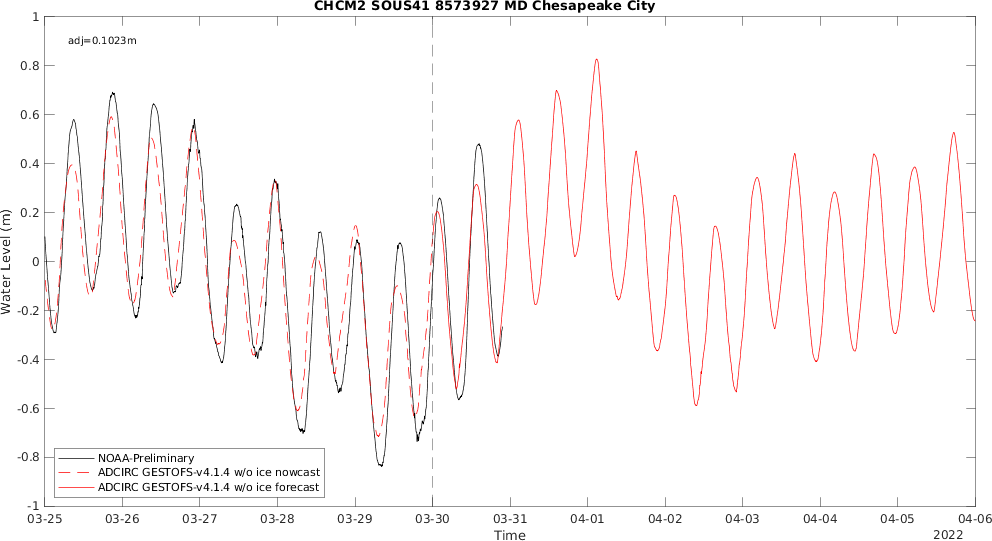 CHCM2 SOUS41 8573927 MD Chesapeake City
adj=0.1023m
1
0.8
0.6
0.4
0.2
0
-0.2
-0.4
-0.6
-0.8
-1
Water Level (m)
NOAA-Preliminary
ADCIRC GESTOFS-v4.1.4 w/o ice nowcast
ADCIRC GESTOFS-v4.1.4 w/o ice forecast
03-25 03-26 03-27 03-28 03-29 03-30 03-31 04-01 04-02 04-03 04-04 04-05 04-06
Time
2022